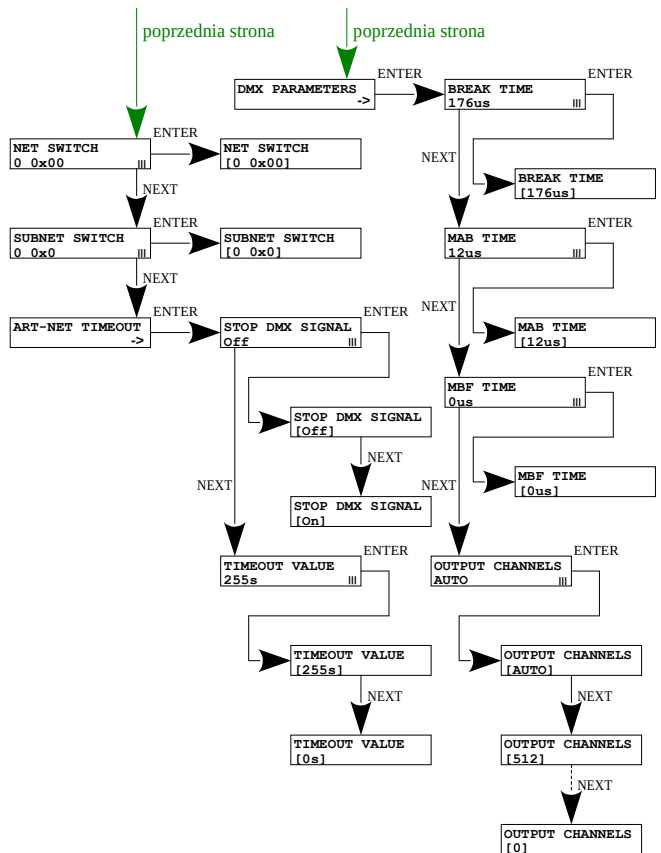 poprzednia strona
poprzednia strona
DMX PARAMETERS
->
ENTER
BREAK TIME
176us
ENTER
NET SWITCH
0 0x00
ENTER
NET SWITCH
[0 0x00]
NEXT
NEXT
BREAK TIME
[176us]
SUBNET SWITCH
0 0x0
ENTER
SUBNET SWITCH
[0 0x0]
MAB TIME
12us
ENTER
NEXT
NEXT
ART-NET TIMEOUT
->
ENTER
STOP DMX SIGNAL
Off
ENTER
MAB TIME
[12us]
MBF TIME
0us
ENTER
STOP DMX SIGNAL
[Off]
NEXT
NEXT
NEXT
MBF TIME
[0us]
STOP DMX SIGNAL
[On]
TIMEOUT VALUE
255s
ENTER
OUTPUT CHANNELS
AUTO
ENTER
TIMEOUT VALUE
[255s]
OUTPUT CHANNELS
[AUTO]
NEXT
NEXT
TIMEOUT VALUE
[0s]
OUTPUT CHANNELS
[512]
NEXT
OUTPUT CHANNELS
[0]